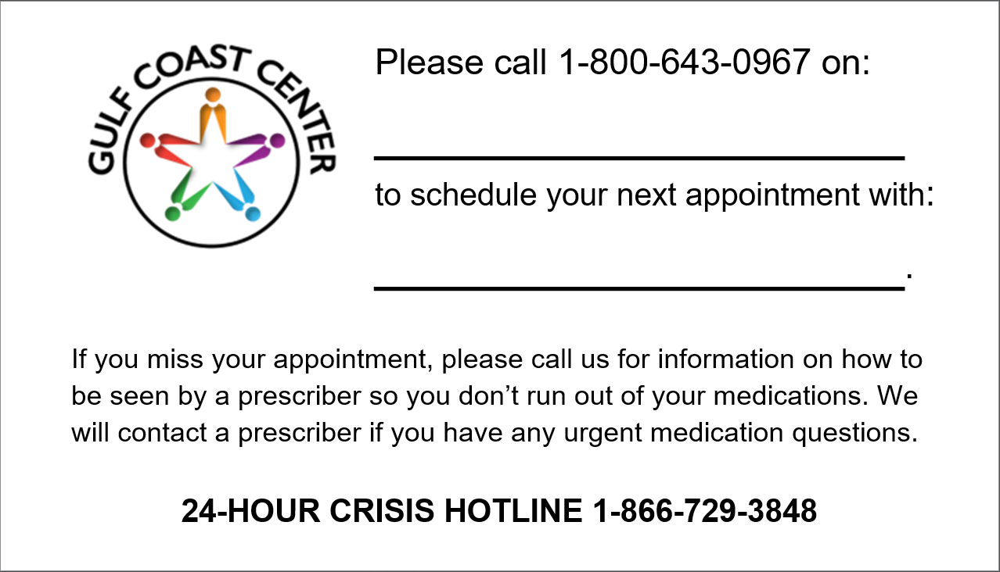 GULF COAST CENTER
Please call 1-800-643-0967 on:
to schedule your next appointment with:
.
If you miss your appointment, please call us for information on how to
be seen by a prescriber so you don’t run out of your medications. We
will contact a prescriber if you have any urgent medication questions.
24-HOUR CRISIS HOTLINE 1-866-729-3848